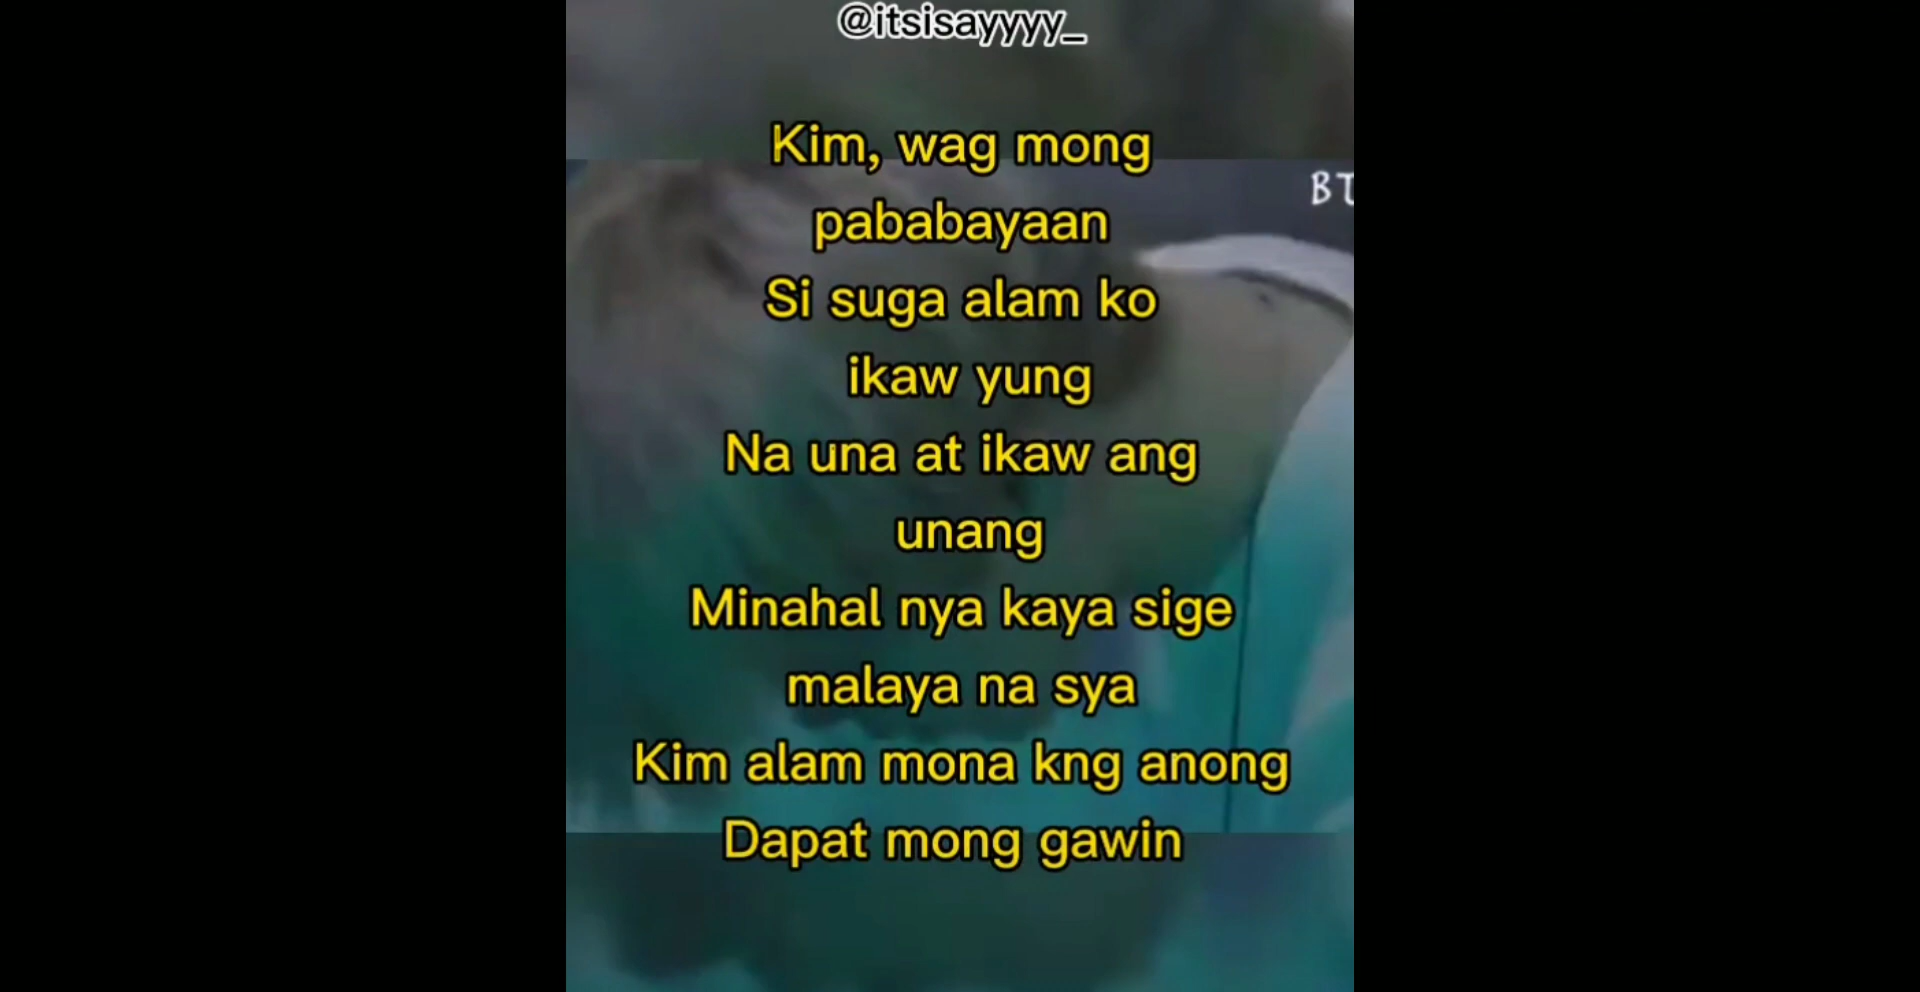 @itsisayyyy_
Kim, wag mong
pababayaan
BT
Si suga alam ko
ikaw yung
Na una at ikaw ang
unang
Minahal nya kaya sige
malaya na sya
Kim alam mona kng anong
Dapat mong gawin